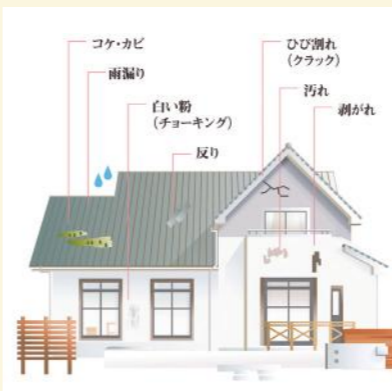 コケ・カビ
雨漏り
白い粉
(チョーキング)
反り
ひび割れ
(クラック)
汚れ
剥がれ